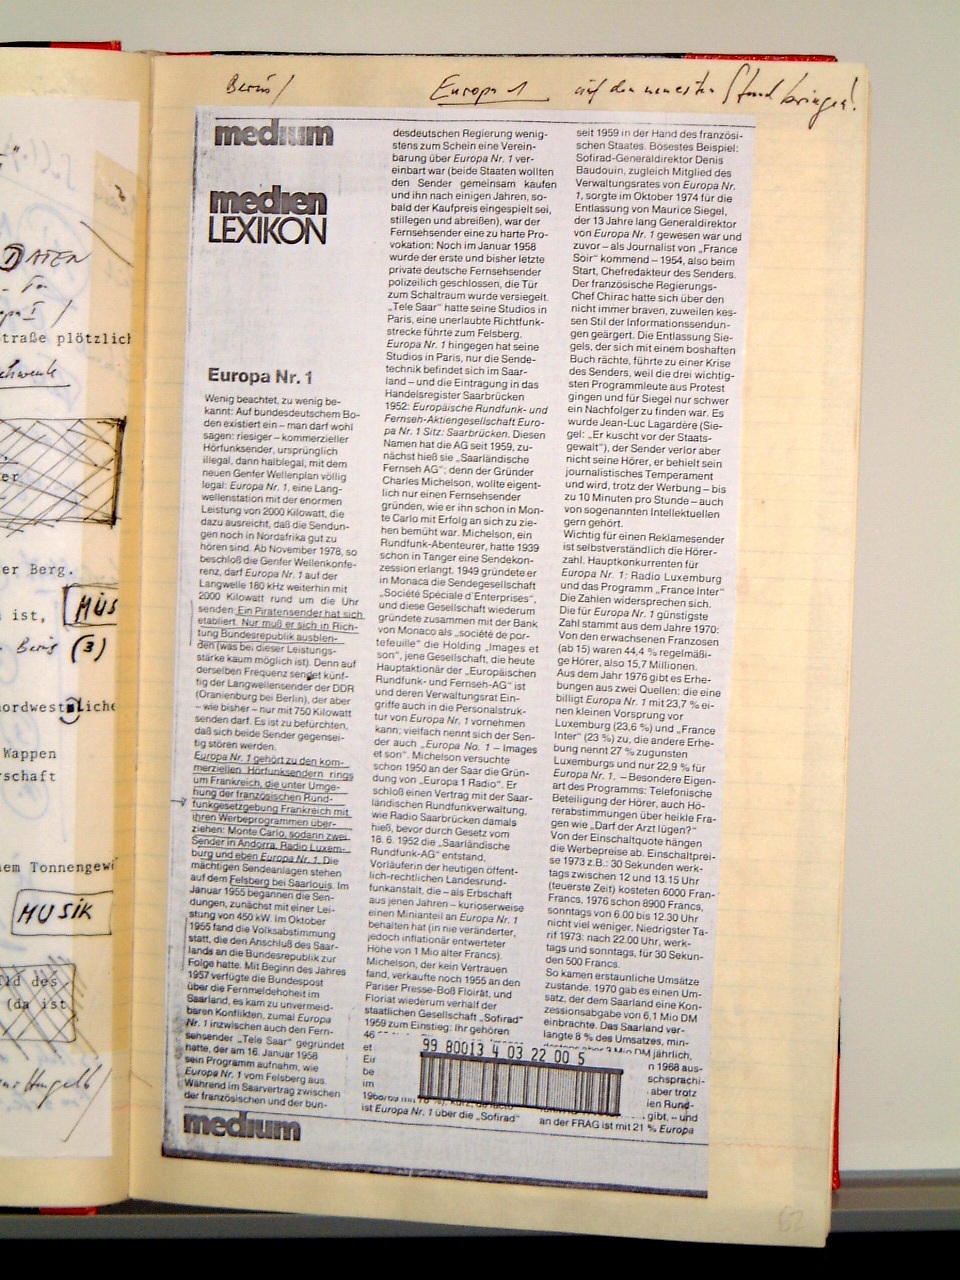 "
DATEN
straße plötzlich
er
er Berg.
ist,
MUS
Berus (3)
nordwestliche
Wappen
rschaft
em Tonnengewö
MUSIK
ild des
(da ist
Berus/ Europa 1 auf den neuesten Stand bringen!
medium
medien
LEXIKON
Europa Nr. 1
Wenig beachtet, zu wenig be-
kannt: Auf bundesdeutschem Bo-
den existiert ein – man darf wohl
sagen: riesiger – kommerzieller
Hörfunksender, ursprünglich
illegal, dann halblegal, mit dem
neuen Genfer Wellenplan völlig
legal: Europa Nr. 1, eine Lang-
wellenstation mit der enormen
Leistung von 2000 Kilowatt, die
dazu ausreicht, daß die Sendun-
gen noch in Nordafrika gut zu
hören sind. Ab November 1978, so
beschloß die Genfer Wellenkonfe-
renz, darf Europa Nr. 1 auf der
Langwelle 180 kHz weiterhin mit
2000 Kilowatt rund um die Uhr
senden. Ein Piratensender hat sich
etabliert. Nur muß er sich in Rich-
tung Bundesrepublik ausblen-
den (was bei dieser Leistungs-
stärke kaum möglich ist). Denn auf
derselben Frequenz sendet künf-
tig der Langwellensender der DDR
(Oranienburg bei Berlin), der aber
– wie bisher – nur mit 750 Kilowatt
senden darf. Es ist zu befürchten,
daß sich beide Sender gegensei-
tig stören werden.
Europa Nr. 1 gehört zu den kom-
merziellen Hörfunksendern rings
um Frankreich, die unter Umge-
hung der französischen Rund-
funkgesetzgebung Frankreich mit
ihren Werbeprogrammen über-
ziehen: Monte Carlo, sodann zwei
Sender in Andorra, Radio Luxem-
burg und eben Europa Nr. 1. Die
mächtigen Sendeanlagen stehen
auf dem Felsberg bei Saarlouis. Im
Januar 1955 begannen die Sen-
dungen, zunächst mit einer Lei-
stung von 450 kW. Im Oktober
1955 fand die Volksabstimmung
statt, die den Anschluß des Saar-
lands an die Bundesrepublik zur
Folge hatte. Mit Beginn des Jahres
1957 verfügte die Bundespost
über die Fernmeldehoheit im
Saarland, es kam zu unvermeid-
baren Konflikten, zumal Europa
Nr. 1 inzwischen auch den Fern-
sehsender „Tele Saar" gegründet
hatte, der am 16. Januar 1958
sein Programm aufnahm, wie
Europa Nr. 1 vom Felsberg aus.
Während im Saarvertrag zwischen
der französischen und der bun-
medium
desdeutschen Regierung wenig-
stens zum Schein eine Verein-
barung über Europa Nr. 1 ver-
einbart war (beide Staaten wollten
den Sender gemeinsam kaufen
und ihn nach einigen Jahren, so-
bald der Kaufpreis eingespielt sei,
stillegen und abreißen), war der
Fernsehsender eine zu harte Pro-
vokation: Noch im Januar 1958
wurde der erste und bisher letzte
private deutsche Fernsehsender
polizeilich geschlossen, die Tür
zum Schaltraum wurde versiegelt.
„Tele Saar" hatte seine Studios in
Paris, eine unerlaubte Richtfunk-
strecke führte zum Felsberg.
Europa Nr. 1 hingegen hat seine
Studios in Paris, nur die Sende-
technik befindet sich im Saar-
land – und die Eintragung in das
Handelsregister Saarbrücken
1952: Europäische Rundfunk- und
Fernseh-Aktiengesellschaft Euro-
pa Nr. 1 Sitz: Saarbrücken. Diesen
Namen hat die AG seit 1959, zu-
nächst hieß sie „Saarländische
Fernseh AG"; denn der Gründer
Charles Michelson, wollte eigent-
lich nur einen Fernsehsender
gründen, wie er ihn schon in Mon-
te Carlo mit Erfolg an sich zu zie-
hen bemüht war. Michelson, ein
Rundfunk-Abenteurer, hatte 1939
schon in Tanger eine Sendekon-
zession erlangt. 1949 gründete er
in Monaca die Sendegesellschaft
„Société Spéciale d'Enterprises",
und diese Gesellschaft wiederum
gründete zusammen mit der Bank
von Monaco als „société de por-
tefeuille" die Holding „Images et
son", jene Gesellschaft, die heute
Hauptaktionär der „Europäischen
Rundfunk- und Fernseh-AG" ist
und deren Verwaltungsrat Ein-
griffe auch in die Personalstruk-
tur von Europa Nr. 1 vornehmen
kann; vielfach nennt sich der Sen-
der auch „Europa No. 1 – Images
et son". Michelson versuchte
schon 1950 an der Saar die Grün-
dung von „Europa 1 Radio". Er
schloß einen Vertrag mit der Saar-
ländischen Rundfunkverwaltung,
wie Radio Saarbrücken damals
hieß, bevor durch Gesetz vom
18. 6. 1952 die „Saarländische
Rundfunk-AG" entstand,
Vorläuferin der heutigen öffent-
lich-rechtlichen Landesrund-
funkanstalt, die – als Erbschaft
aus jenen Jahren – kurioserweise
einen Minianteil an Europa Nr. 1
behalten hat (in nie veränderter,
jedoch inflationär entwerteter
Höhe von 1 Mio alter Francs).
Michelson, der kein Vertrauen
fand, verkaufte noch 1955 an den
Pariser Presse-Boß Floirat, und
Floriat wiederum verhalf der
staatlichen Gesellschaft „Sofirad"
1959 zum Einstieg: Ihr gehören
46
et
Eir
be
im
ist Europa Nr. 1 über die „Sofirad"
seit 1959 in der Hand des französi-
schen Staates. Bösestes Beispiel:
Sofirad-Generaldirektor Denis
Baudouin, zugleich Mitglied des
Verwaltungsrates von Europa Nr.
1, sorgte im Oktober 1974 für die
Entlassung von Maurice Siegel,
der 13 Jahre lang Generaldirektor
von Europa Nr. 1 gewesen war und
zuvor – als Journalist von „France
Soir" kommend – 1954, also beim
Start, Chefredakteur des Senders.
Der französische Regierungs-
Chef Chirac hatte sich über den
nicht immer braven, zuweilen kes-
sen Stil der Informationssendun-
gen geärgert. Die Entlassung Sie-
gels, der sich mit einem boshaften
Buch rächte, führte zu einer Krise
des Senders, weil die drei wichtig-
sten Programmleute aus Protest
gingen und für Siegel nur schwer
ein Nachfolger zu finden war. Es
wurde Jean-Luc Lagardère (Sie-
gel: „Er kuscht vor der Staats-
gewalt"), der Sender verlor aber
nicht seine Hörer, er behielt sein
journalistisches Temperament
und wird, trotz der Werbung – bis
zu 10 Minuten pro Stunde – auch
von sogenannten Intellektuellen
gern gehört.
Wichtig für einen Reklamesender
ist selbstverständlich die Hörer-
zahl. Hauptkonkurrenten für
Europa Nr. 1: Radio Luxemburg
und das Programm „France Inter"
Die Zahlen widersprechen sich.
Die für Europa Nr. 1 günstigste
Zahl stammt aus dem Jahre 1970:
Von den erwachsenen Franzosen
(ab 15) waren 44,4 % regelmäßi-
ge Hörer, also 15,7 Millionen.
Aus dem Jahr 1976 gibt es Erhe-
bungen aus zwei Quellen: die eine
billigt Europa Nr. 1 mit 23,7 % ei-
nen kleinen Vorsprung vor
Luxemburg (23,6 %) und „France
Inter" (23 %) zu, die andere Erhe-
bung nennt 27 % zugunsten
Luxemburgs und nur 22,9 % für
Europa Nr. 1. – Besondere Eigen-
art des Programms: Telefonische
Beteiligung der Hörer, auch Hö-
rerabstimmungen über heikle Fra-
gen wie „Darf der Arzt lügen?"
Von der Einschaltquote hängen
die Werbepreise ab. Einschaltprei-
se 1973 z.B.: 30 Sekunden werk-
tags zwischen 12 und 13.15 Uhr
(teuerste Zeit) kosteten 6000 Fran-
Francs, 1976 schon 8900 Francs,
sonntags von 6.00 bis 12.30 Uhr
nicht viel weniger. Niedrigster Ta-
rif 1973: nach 22.00 Uhr, werk-
tags und sonntags, für 30 Sekun-
den 500 Francs.
So kamen erstaunliche Umsätze
zustande. 1970 gab es einen Um-
satz, der dem Saarland eine Kon-
zessionsabgabe von 6,1 Mio DM
einbrachte. Das Saarland ver-
langte 8 % des Umsatzes, min-
jährlich,
n 1968 aus-
schsprachi-
aber trotz
ien Rund-
gibt, – und
an der FRAG ist mit 21 % Europa
99 80013 4 03 22 00 5
62